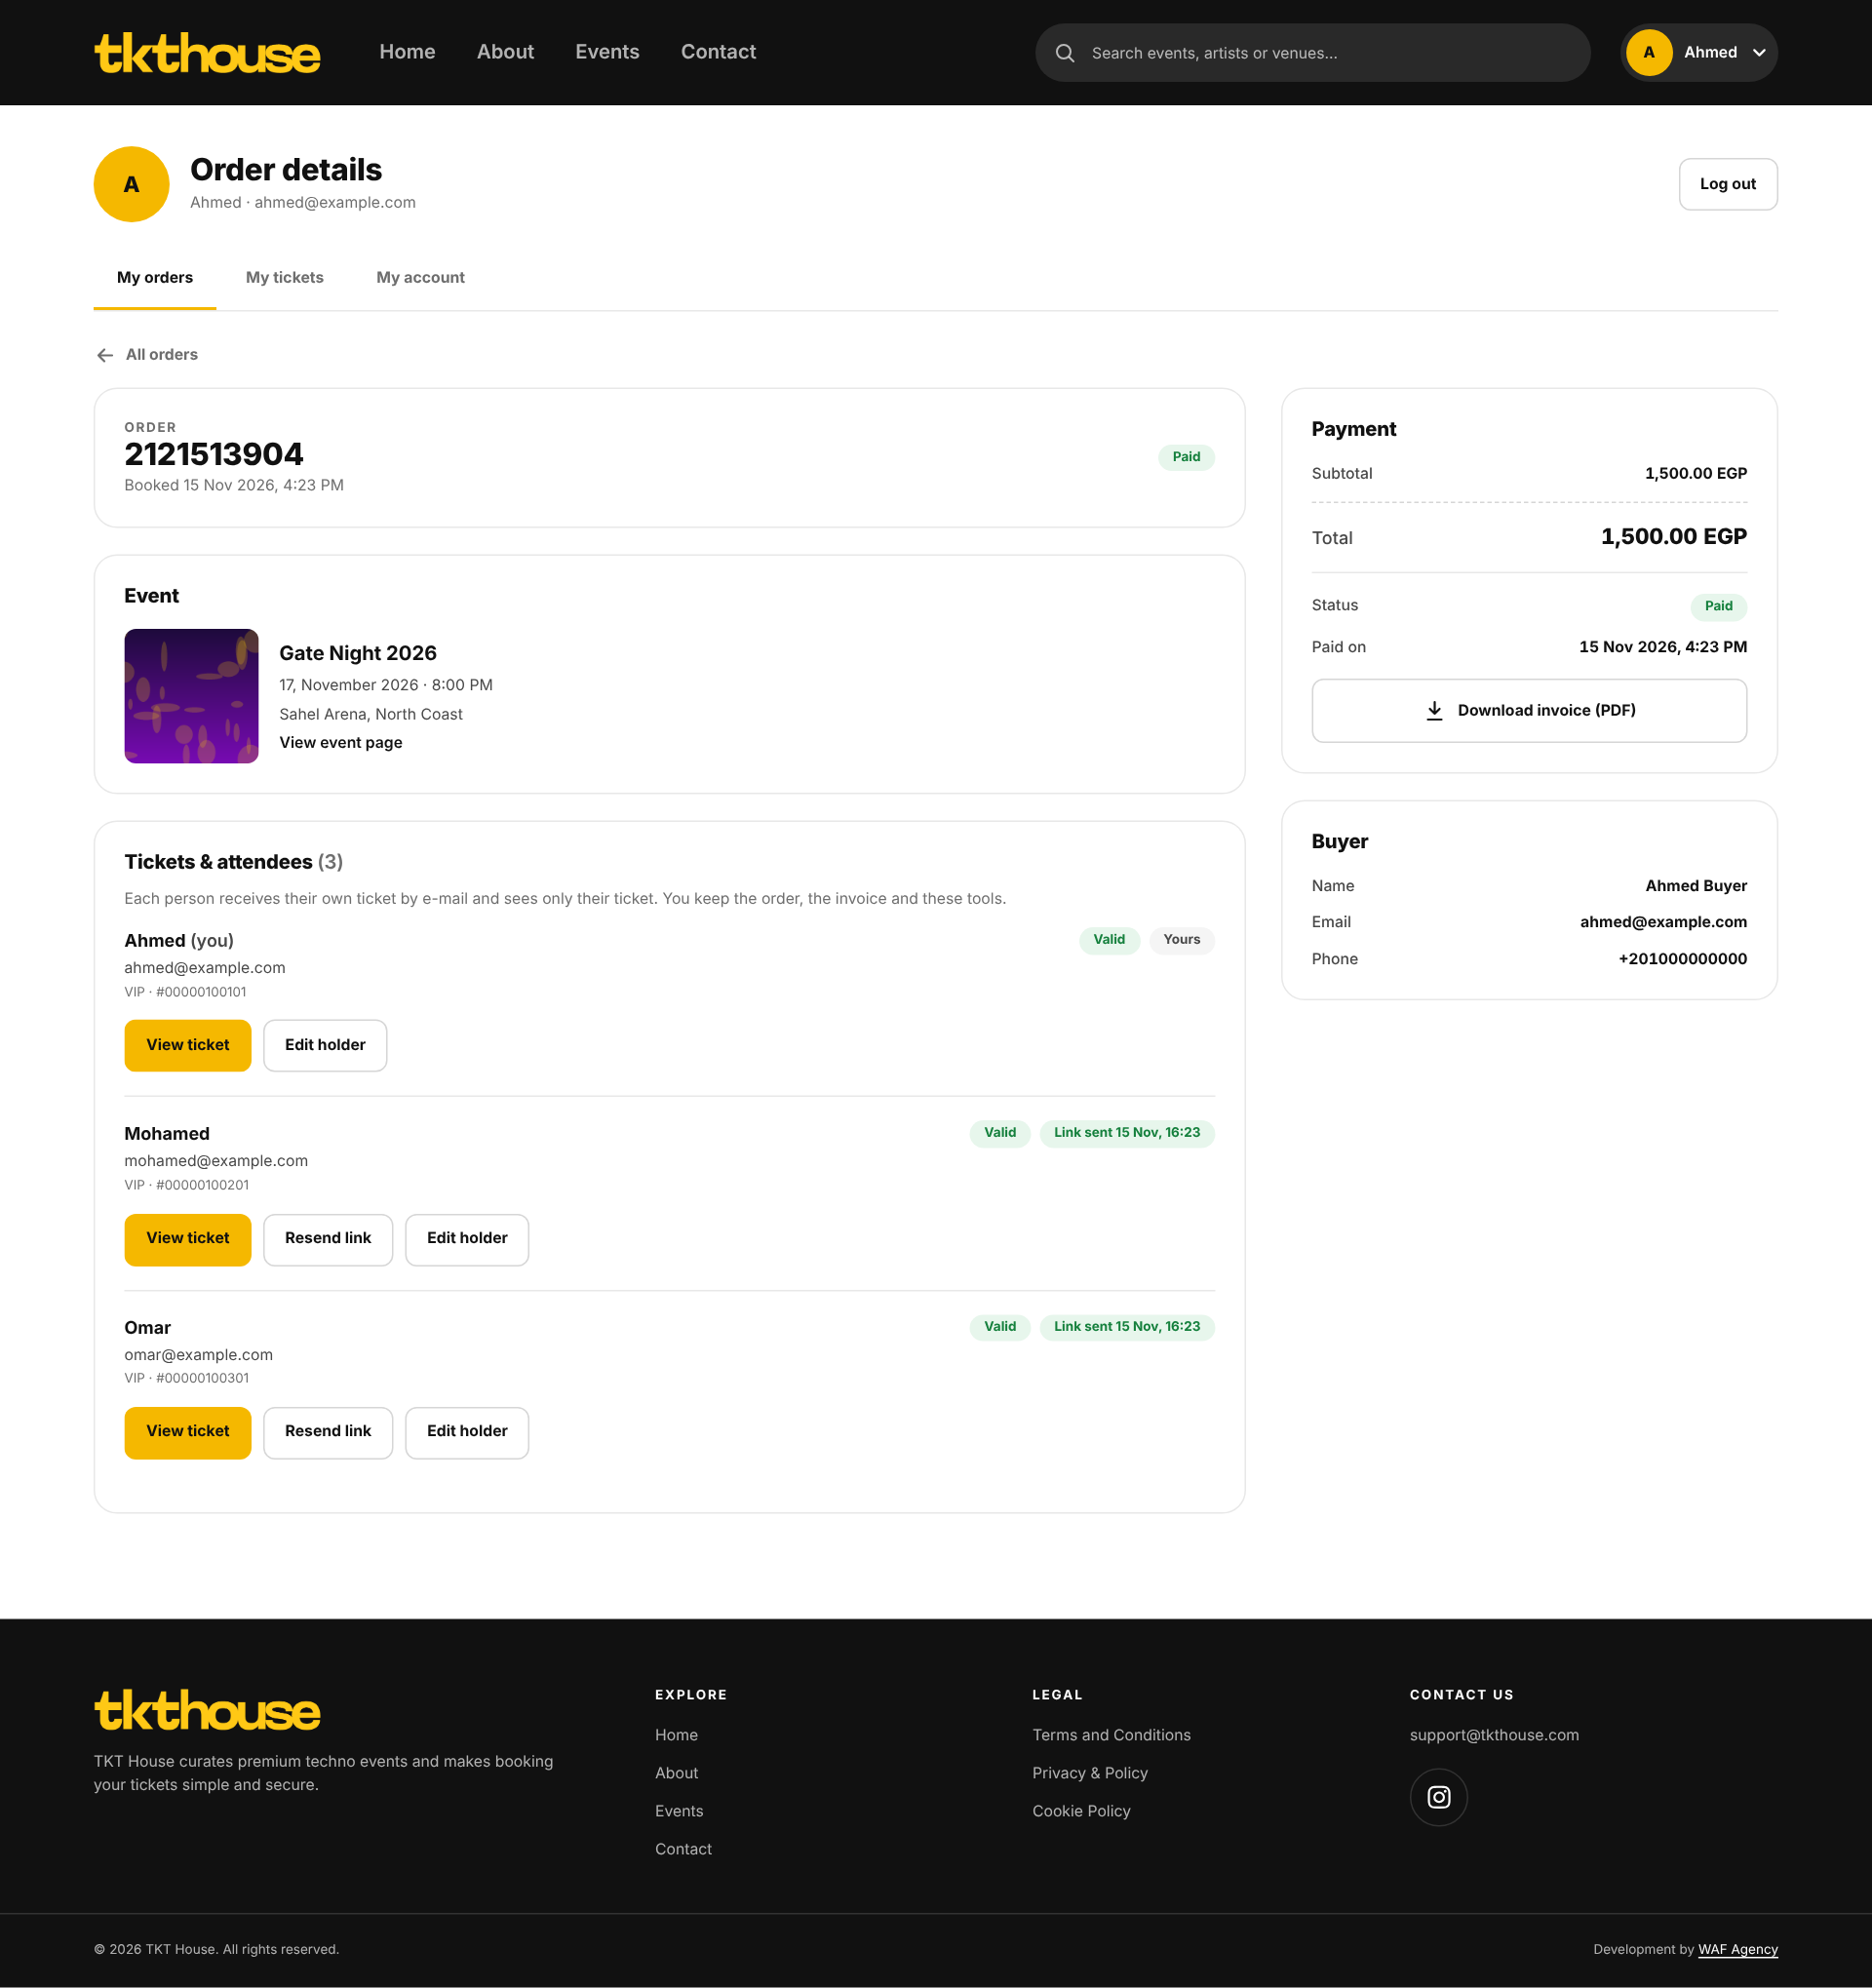 tkthouse
Home About Events Contact
Search events, artists or venues...
A Ahmed
A
Order details
Ahmed · ahmed@example.com
Log out
My orders My tickets My account
All orders
ORDER
2121513904
Booked 15 Nov 2026, 4:23 PM
Paid
Event
Gate Night 2026
17, November 2026 · 8:00 PM
Sahel Arena, North Coast
View event page
Tickets & attendees (3)
Each person receives their own ticket by e-mail and sees only their ticket. You keep the order, the invoice and these tools.
Ahmed (you)
Valid Yours
ahmed@example.com
VIP · #00000100101
View ticket Edit holder
Mohamed
Valid Link sent 15 Nov, 16:23
mohamed@example.com
VIP · #00000100201
View ticket Resend link Edit holder
Omar
Valid Link sent 15 Nov, 16:23
omar@example.com
VIP · #00000100301
View ticket Resend link Edit holder
Payment
Subtotal 1,500.00 EGP
Total 1,500.00 EGP
Status Paid
Paid on 15 Nov 2026, 4:23 PM
Download invoice (PDF)
Buyer
Name Ahmed Buyer
Email ahmed@example.com
Phone +201000000000
tkthouse
TKT House curates premium techno events and makes booking
your tickets simple and secure.
EXPLORE
Home
About
Events
Contact
LEGAL
Terms and Conditions
Privacy & Policy
Cookie Policy
CONTACT US
support@tkthouse.com
© 2026 TKT House. All rights reserved.
Development by WAF Agency